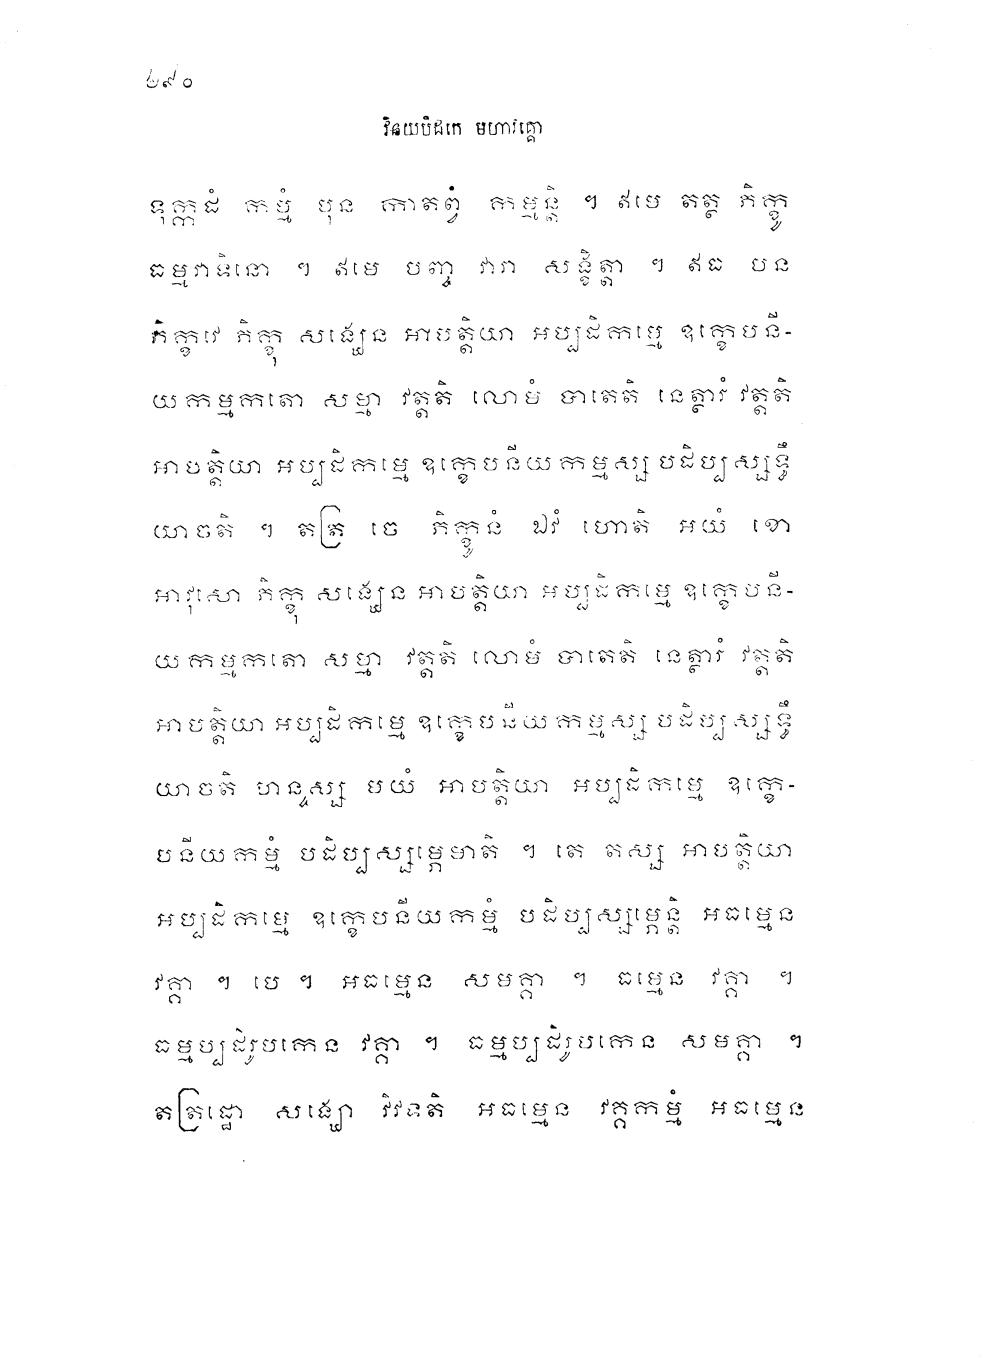 ២៩០
វិនយបិដកេ មហាវគ្គោ
ទុក្កដំ កម្មំ បុន កាតព្វំ កម្មន្តិ ។ ឥមេ តត្ថ ភិក្ខូ
ធម្មវាទិនោ ។ ឥមេ បញ្ច វារា សង្ខិត្តា ។ ឥធ បន
ភិក្ខវេ ភិក្ខុ សង្ឃេន អាបត្តិយា អប្បដិកម្មេ ឧក្ខេបនី-
យកម្មកតោ សម្មា វត្តតិ លោមំ បាតេតិ នេត្ថារំ វត្តតិ
អាបត្តិយា អប្បដិកម្មេ ឧក្ខេបនីយកម្មស្ស បដិប្បស្សទ្ធឹ
យាចតិ ។ តត្រ ចេ ភិក្ខូនំ ឯវំ ហោតិ អយំ ខោ
អាវុសោ ភិក្ខុ សង្ឃេន អាបត្តិយា អប្បដិកម្មេ ឧក្ខេបនី-
យកម្មកតោ សម្មា វត្តតិ លោមំ បាតេតិ នេត្ថារំ វត្តតិ
អាបត្តិយា អប្បដិកម្មេ ឧក្ខេបនីយកម្មស្ស បដិប្បស្សទ្ធឹ
យាចតិ ហន្ទស្ស មយំ អាបត្តិយា អប្បដិកម្មេ ឧក្ខេ-
បនីយកម្មំ បដិប្បស្សម្ភេមាតិ ។ តេ តស្ស អាបត្តិយា
អប្បដិកម្មេ ឧក្ខេបនីយកម្មំ បដិប្បស្សម្ភេន្តិ អធម្មេន
វគ្គា ។ បេ ។ អធម្មេន សមគ្គា ។ ធម្មេន វគ្គា ។
ធម្មប្បដិរូបកេន វគ្គា ។ ធម្មប្បដិរូបកេន សមគ្គា ។
តត្រដ្ឋោ សង្ឃោ វិវទតិ អធម្មេន វគ្គកម្មំ អធម្មេន